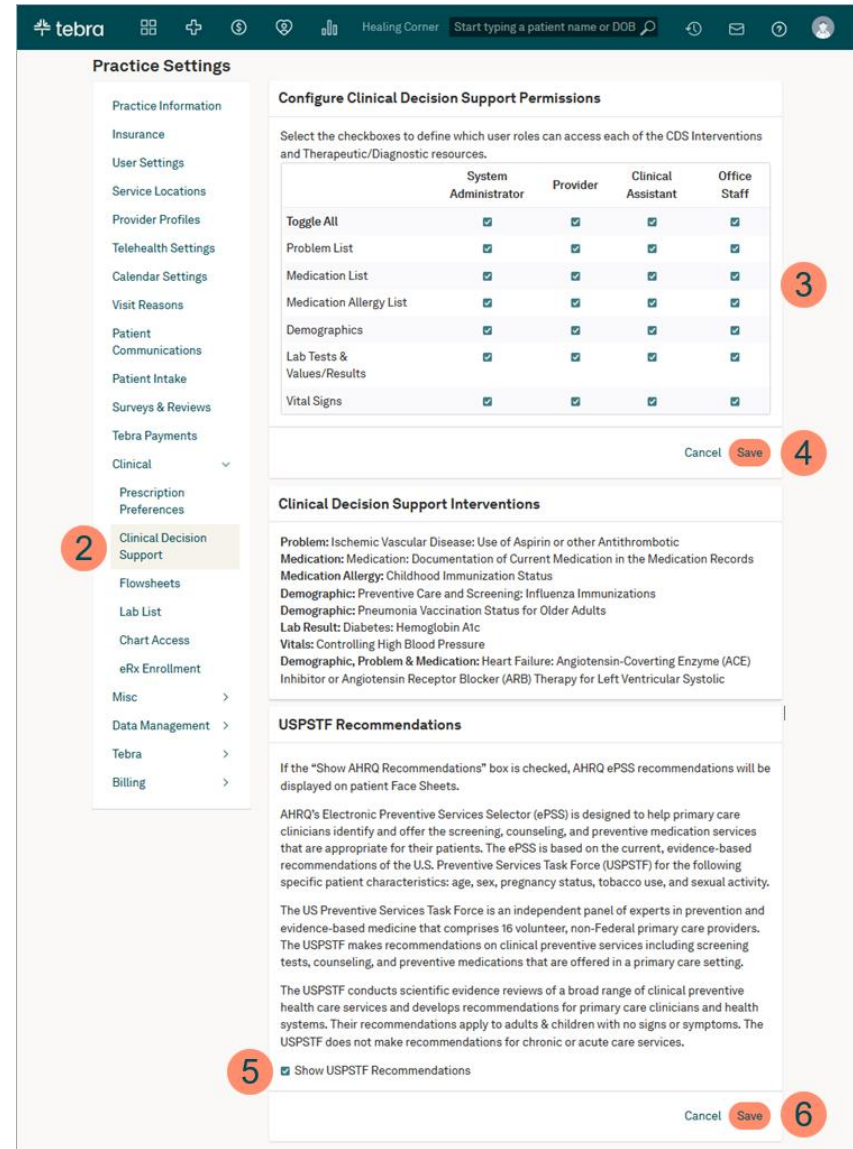 tebra
Healing Corner
Start typing a patient name or DOB
Practice Settings
Practice Information
Insurance
User Settings
Service Locations
Provider Profiles
Telehealth Settings
Calendar Settings
Visit Reasons
Patient
Communications
Patient Intake
Surveys & Reviews
Tebra Payments
Clinical
Prescription
Preferences
2
Clinical Decision
Support
Flowsheets
Lab List
Chart Access
eRx Enrollment
Misc
Data Management
Tebra
Billing
Configure Clinical Decision Support Permissions
Select the checkboxes to define which user roles can access each of the CDS Interventions
and Therapeutic/Diagnostic resources.
System
Administrator
Provider
Clinical
Assistant
Office
Staff
Toggle All
Problem List
Medication List
Medication Allergy List
Demographics
Lab Tests &
Values/Results
Vital Signs
3
Cancel Save
4
Clinical Decision Support Interventions
Problem: Ischemic Vascular Disease: Use of Aspirin or other Antithrombotic
Medication: Medication: Documentation of Current Medication in the Medication Records
Medication Allergy: Childhood Immunization Status
Demographic: Preventive Care and Screening: Influenza Immunizations
Demographic: Pneumonia Vaccination Status for Older Adults
Lab Result: Diabetes: Hemoglobin A1c
Vitals: Controlling High Blood Pressure
Demographic, Problem & Medication: Heart Failure: Angiotensin-Coverting Enzyme (ACE)
Inhibitor or Angiotensin Receptor Blocker (ARB) Therapy for Left Ventricular Systolic
USPSTF Recommendations
If the “Show AHRQ Recommendations” box is checked, AHRQ ePSS recommendations will be
displayed on patient Face Sheets.
AHRQ’s Electronic Preventive Services Selector (ePSS) is designed to help primary care
clinicians identify and offer the screening, counseling, and preventive medication services
that are appropriate for their patients. The ePSS is based on the current, evidence-based
recommendations of the U.S. Preventive Services Task Force (USPSTF) for the following
specific patient characteristics: age, sex, pregnancy status, tobacco use, and sexual activity.
The US Preventive Services Task Force is an independent panel of experts in prevention and
evidence-based medicine that comprises 16 volunteer, non-Federal primary care providers.
The USPSTF makes recommendations on clinical preventive services including screening
tests, counseling, and preventive medications that are offered in a primary care setting.
The USPSTF conducts scientific evidence reviews of a broad range of clinical preventive
health care services and develops recommendations for primary care clinicians and health
systems. Their recommendations apply to adults & children with no signs or symptoms. The
USPSTF does not make recommendations for chronic or acute care services.
5
Show USPSTF Recommendations
Cancel Save
6